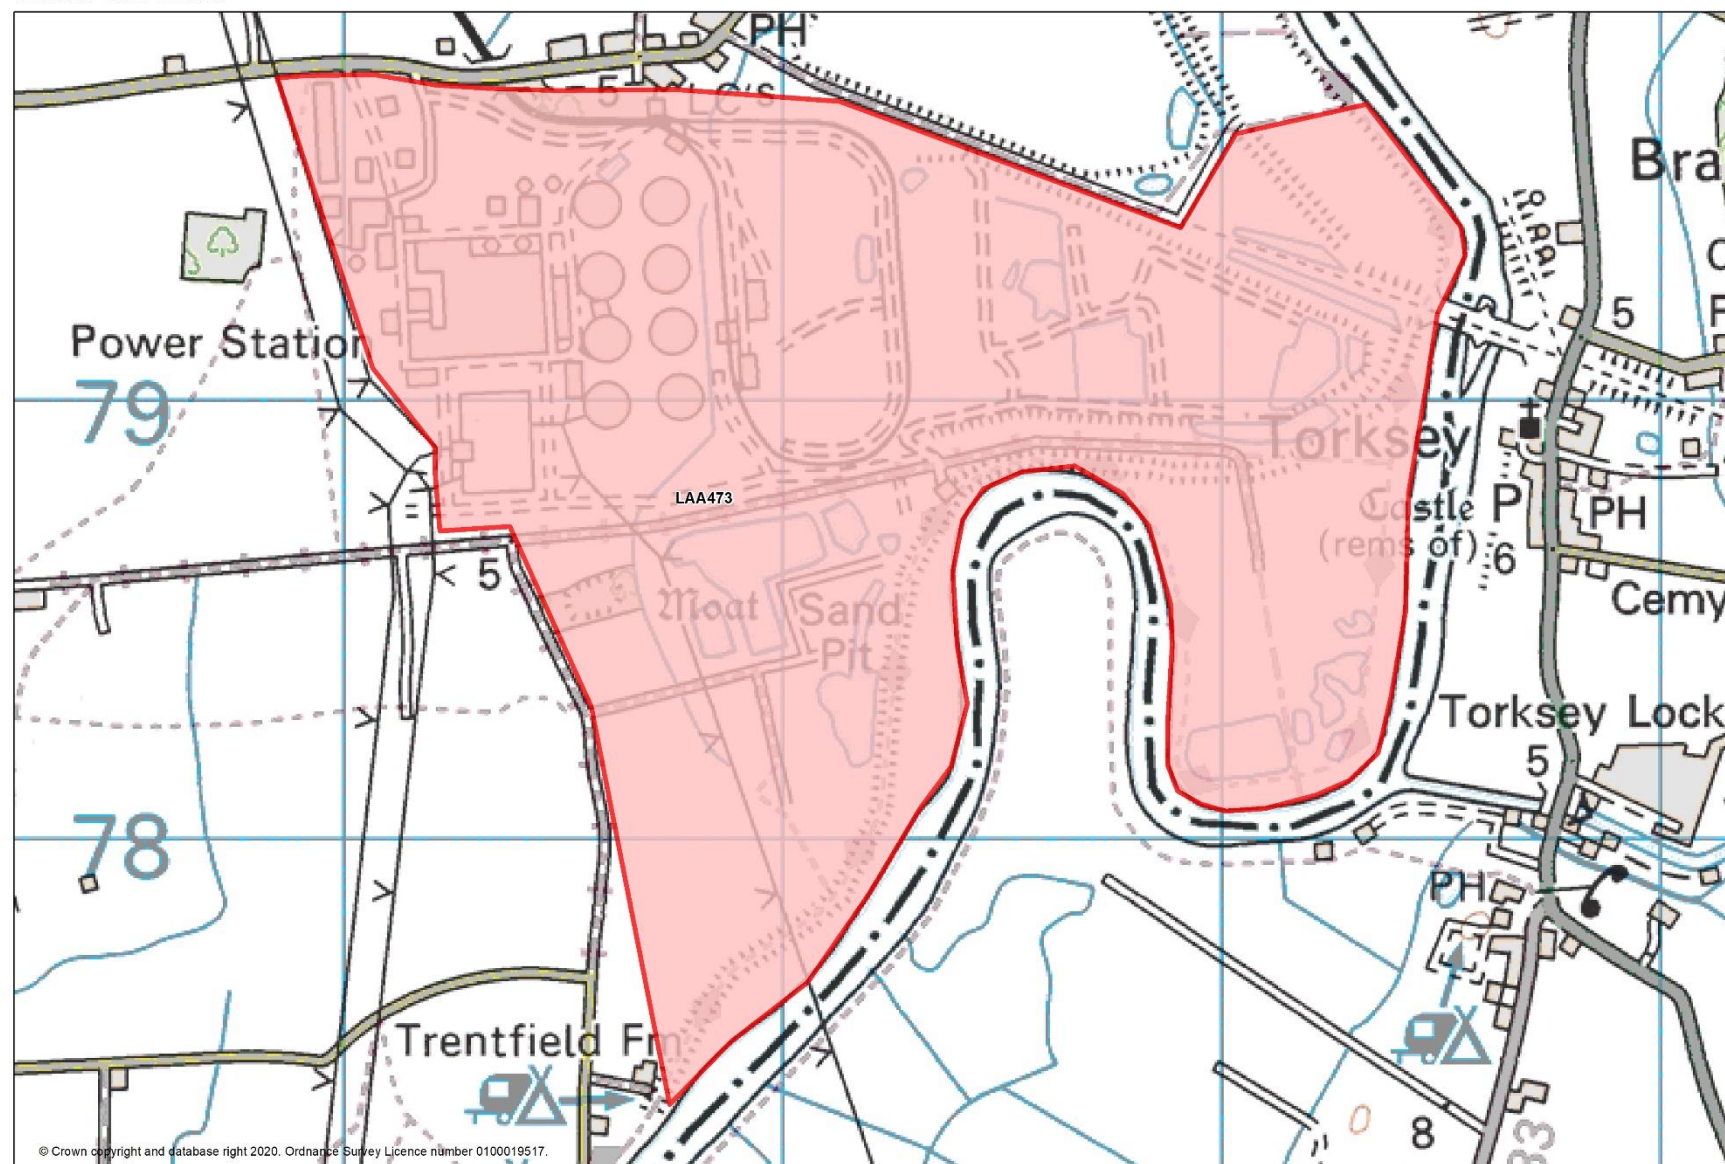 PH
5
L C's
Bra
Power Station
79
5
LAA473
Torksey
Castle
(rems of)
P
PH
6
5
Moat
Sand
Pit
Cemy
Torksey Lock
5
78
PH
Trentfield Fm
8
© Crown copyright and database right 2020. Ordnance Survey Licence number 0100019517.